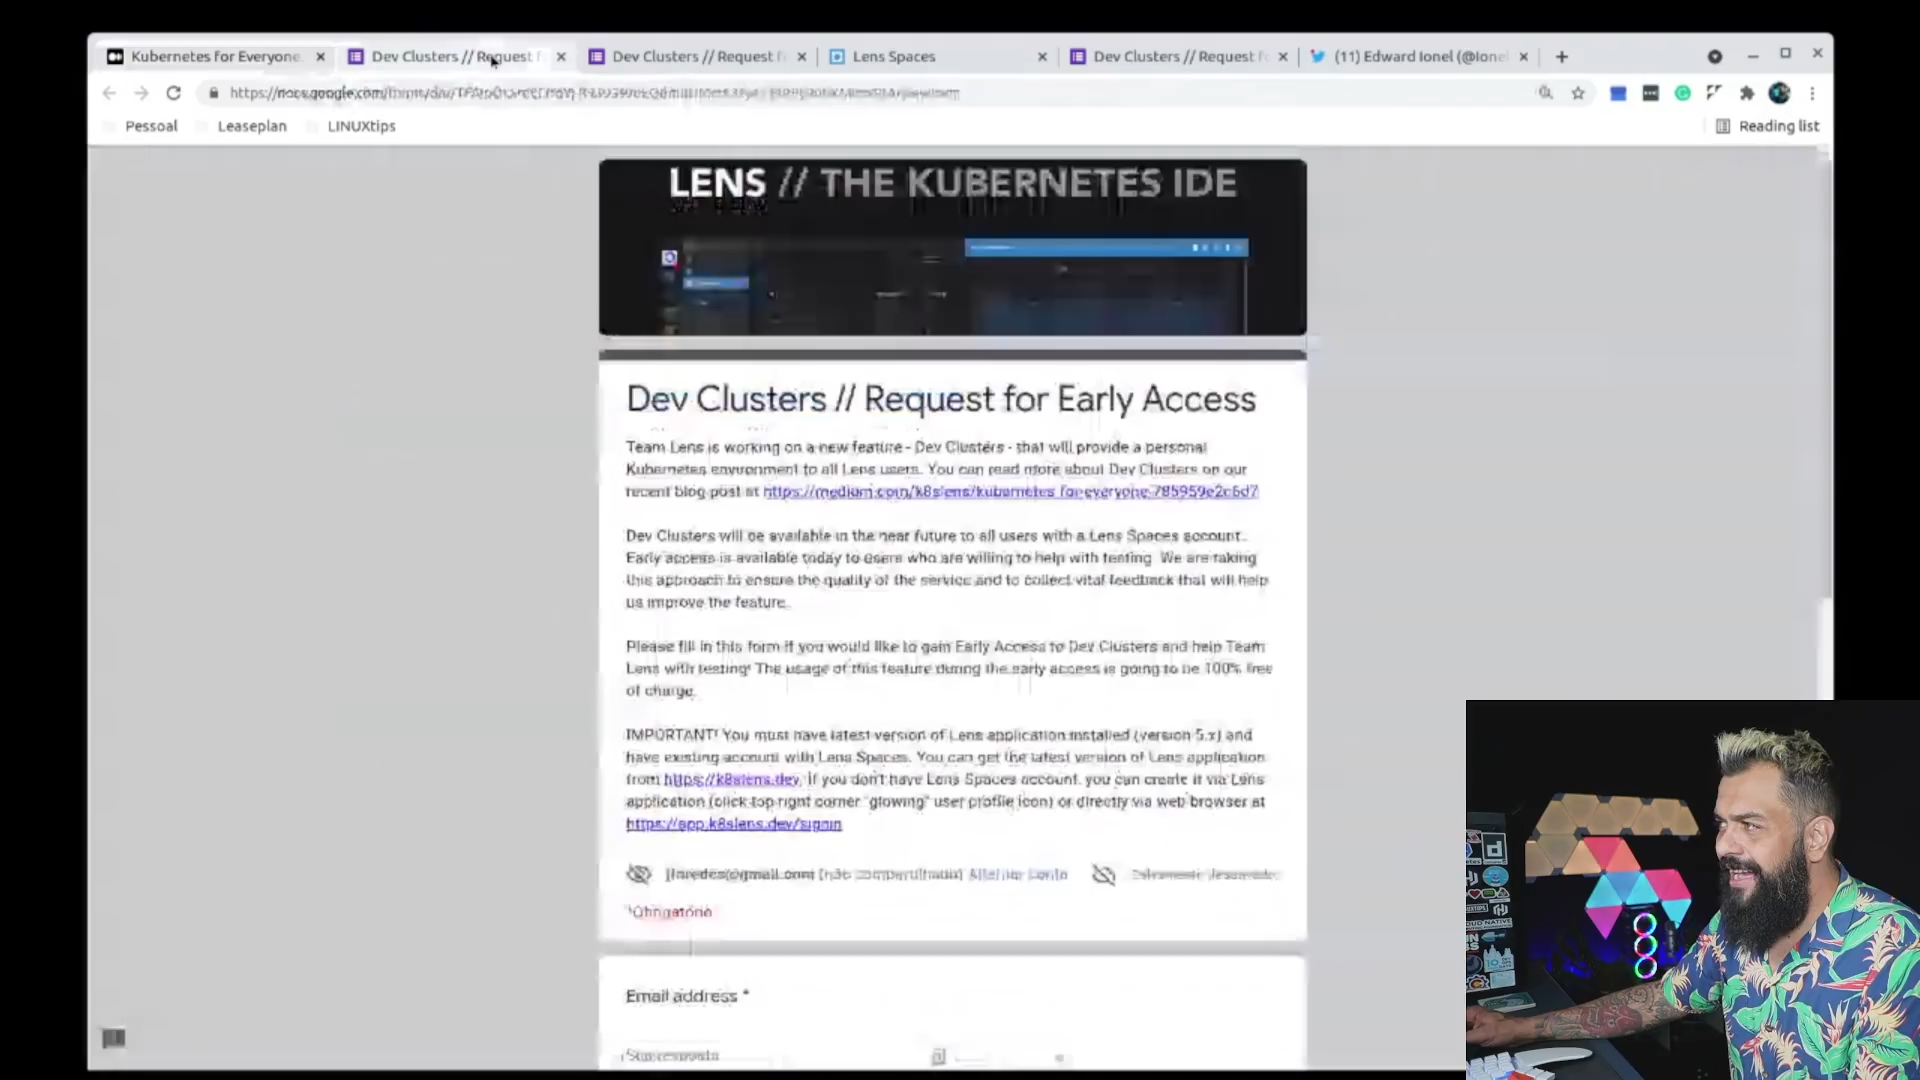 Kubernetes for Everyone.
Dev Clusters // Request f
Dev Clusters // Request f
Lens Spaces
Dev Clusters // Request fo
(11) Edward Ionel (@Ionel
Pessoal
Leaseplan
LINUXtips
Reading list
LENS // THE KUBERNETES IDE
Dev Clusters // Request for Early Access
Team Lens is working on a new feature - Dev Clusters - that will provide a personal
Kubernetes environment to all Lens users. You can read more about Dev Clusters on our
recent blog post at https://medium.com/k8slens/kubernetes-for-everyone-785959e2c6d7
Dev Clusters will be available in the near future to all users with a Lens Spaces account.
Early access is available today to users who are willing to help with testing. We are taking
this approach to ensure the quality of the service and to collect vital feedback that will help
us improve the feature.
Please fill in this form if you would like to gain Early Access to Dev Clusters and help Team
Lens with testing! The usage of this feature during the early access is going to be 100% free
of charge.
IMPORTANT! You must have latest version of Lens application installed (version 5.x) and
have existing account with Lens Spaces. You can get the latest version of Lens application
from https://k8slens.dev. If you don't have Lens Spaces account, you can create it via Lens
application (click top right corner "glowing" user profile icon) or directly via web browser at
https://app.k8slens.dev/signin
*Obrigatório
Email address *
Sua resposta